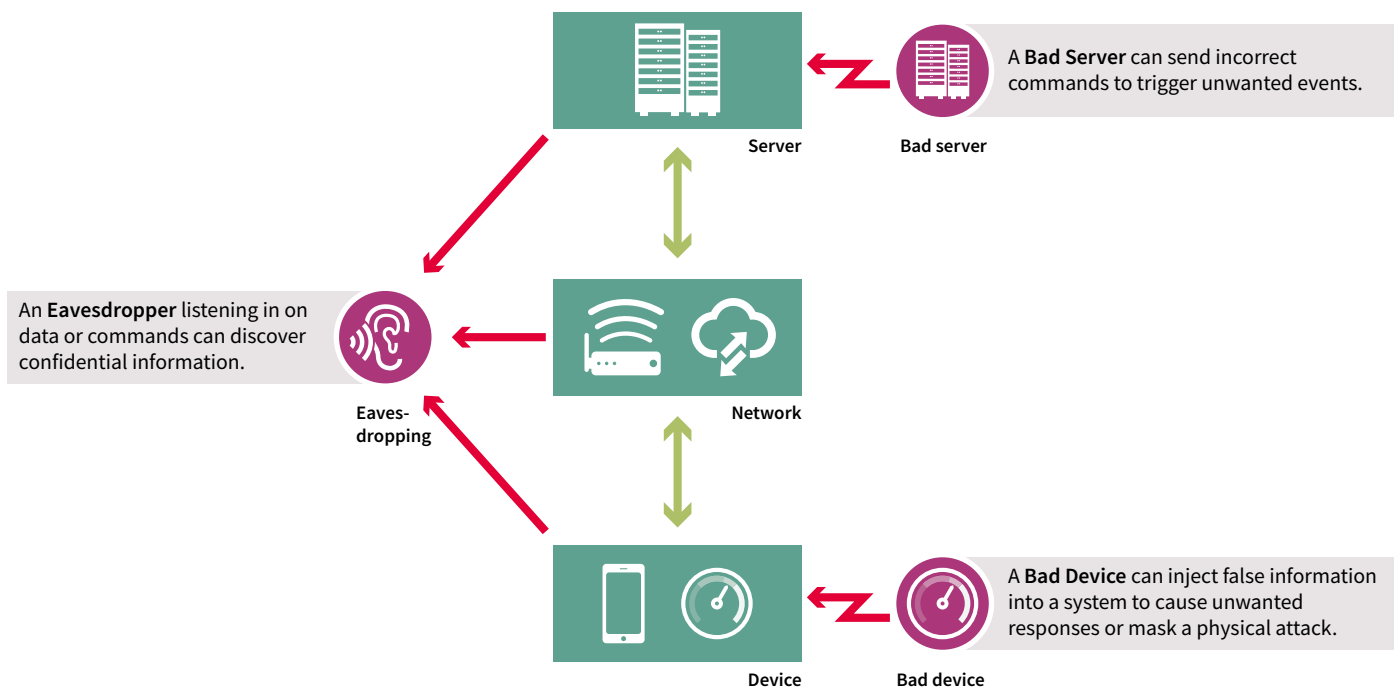 A Bad Server can send incorrect
commands to trigger unwanted events.
Server
Bad server
An Eavesdropper listening in on
data or commands can discover
confidential information.
Eaves-
dropping
Network
A Bad Device can inject false information
into a system to cause unwanted
responses or mask a physical attack.
Device
Bad device